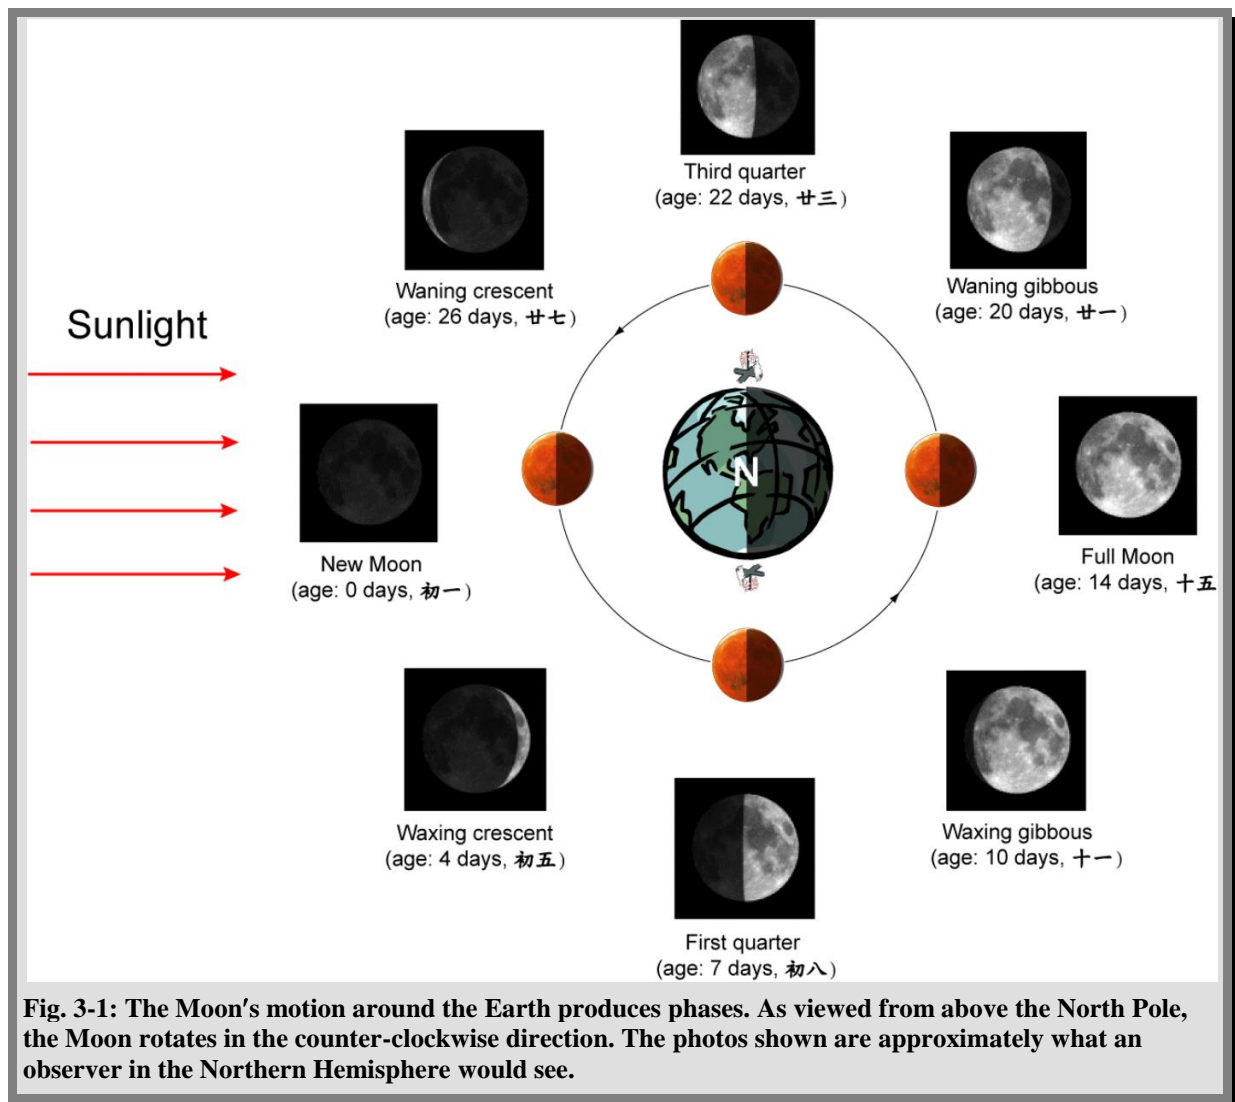 Third quarter
(age: 22 days, 廿三)
Waning crescent
(age: 26 days, 廿七)
Waning gibbous
(age: 20 days, 廿一)
Sunlight
N
New Moon
(age: 0 days, 初一)
Full Moon
(age: 14 days, 十五
Waxing crescent
(age: 4 days, 初五)
Waxing gibbous
(age: 10 days, 十一)
First quarter
(age: 7 days, 初八)
Fig. 3-1: The Moon′s motion around the Earth produces phases. As viewed from above the North Pole,
the Moon rotates in the counter-clockwise direction. The photos shown are approximately what an
observer in the Northern Hemisphere would see.